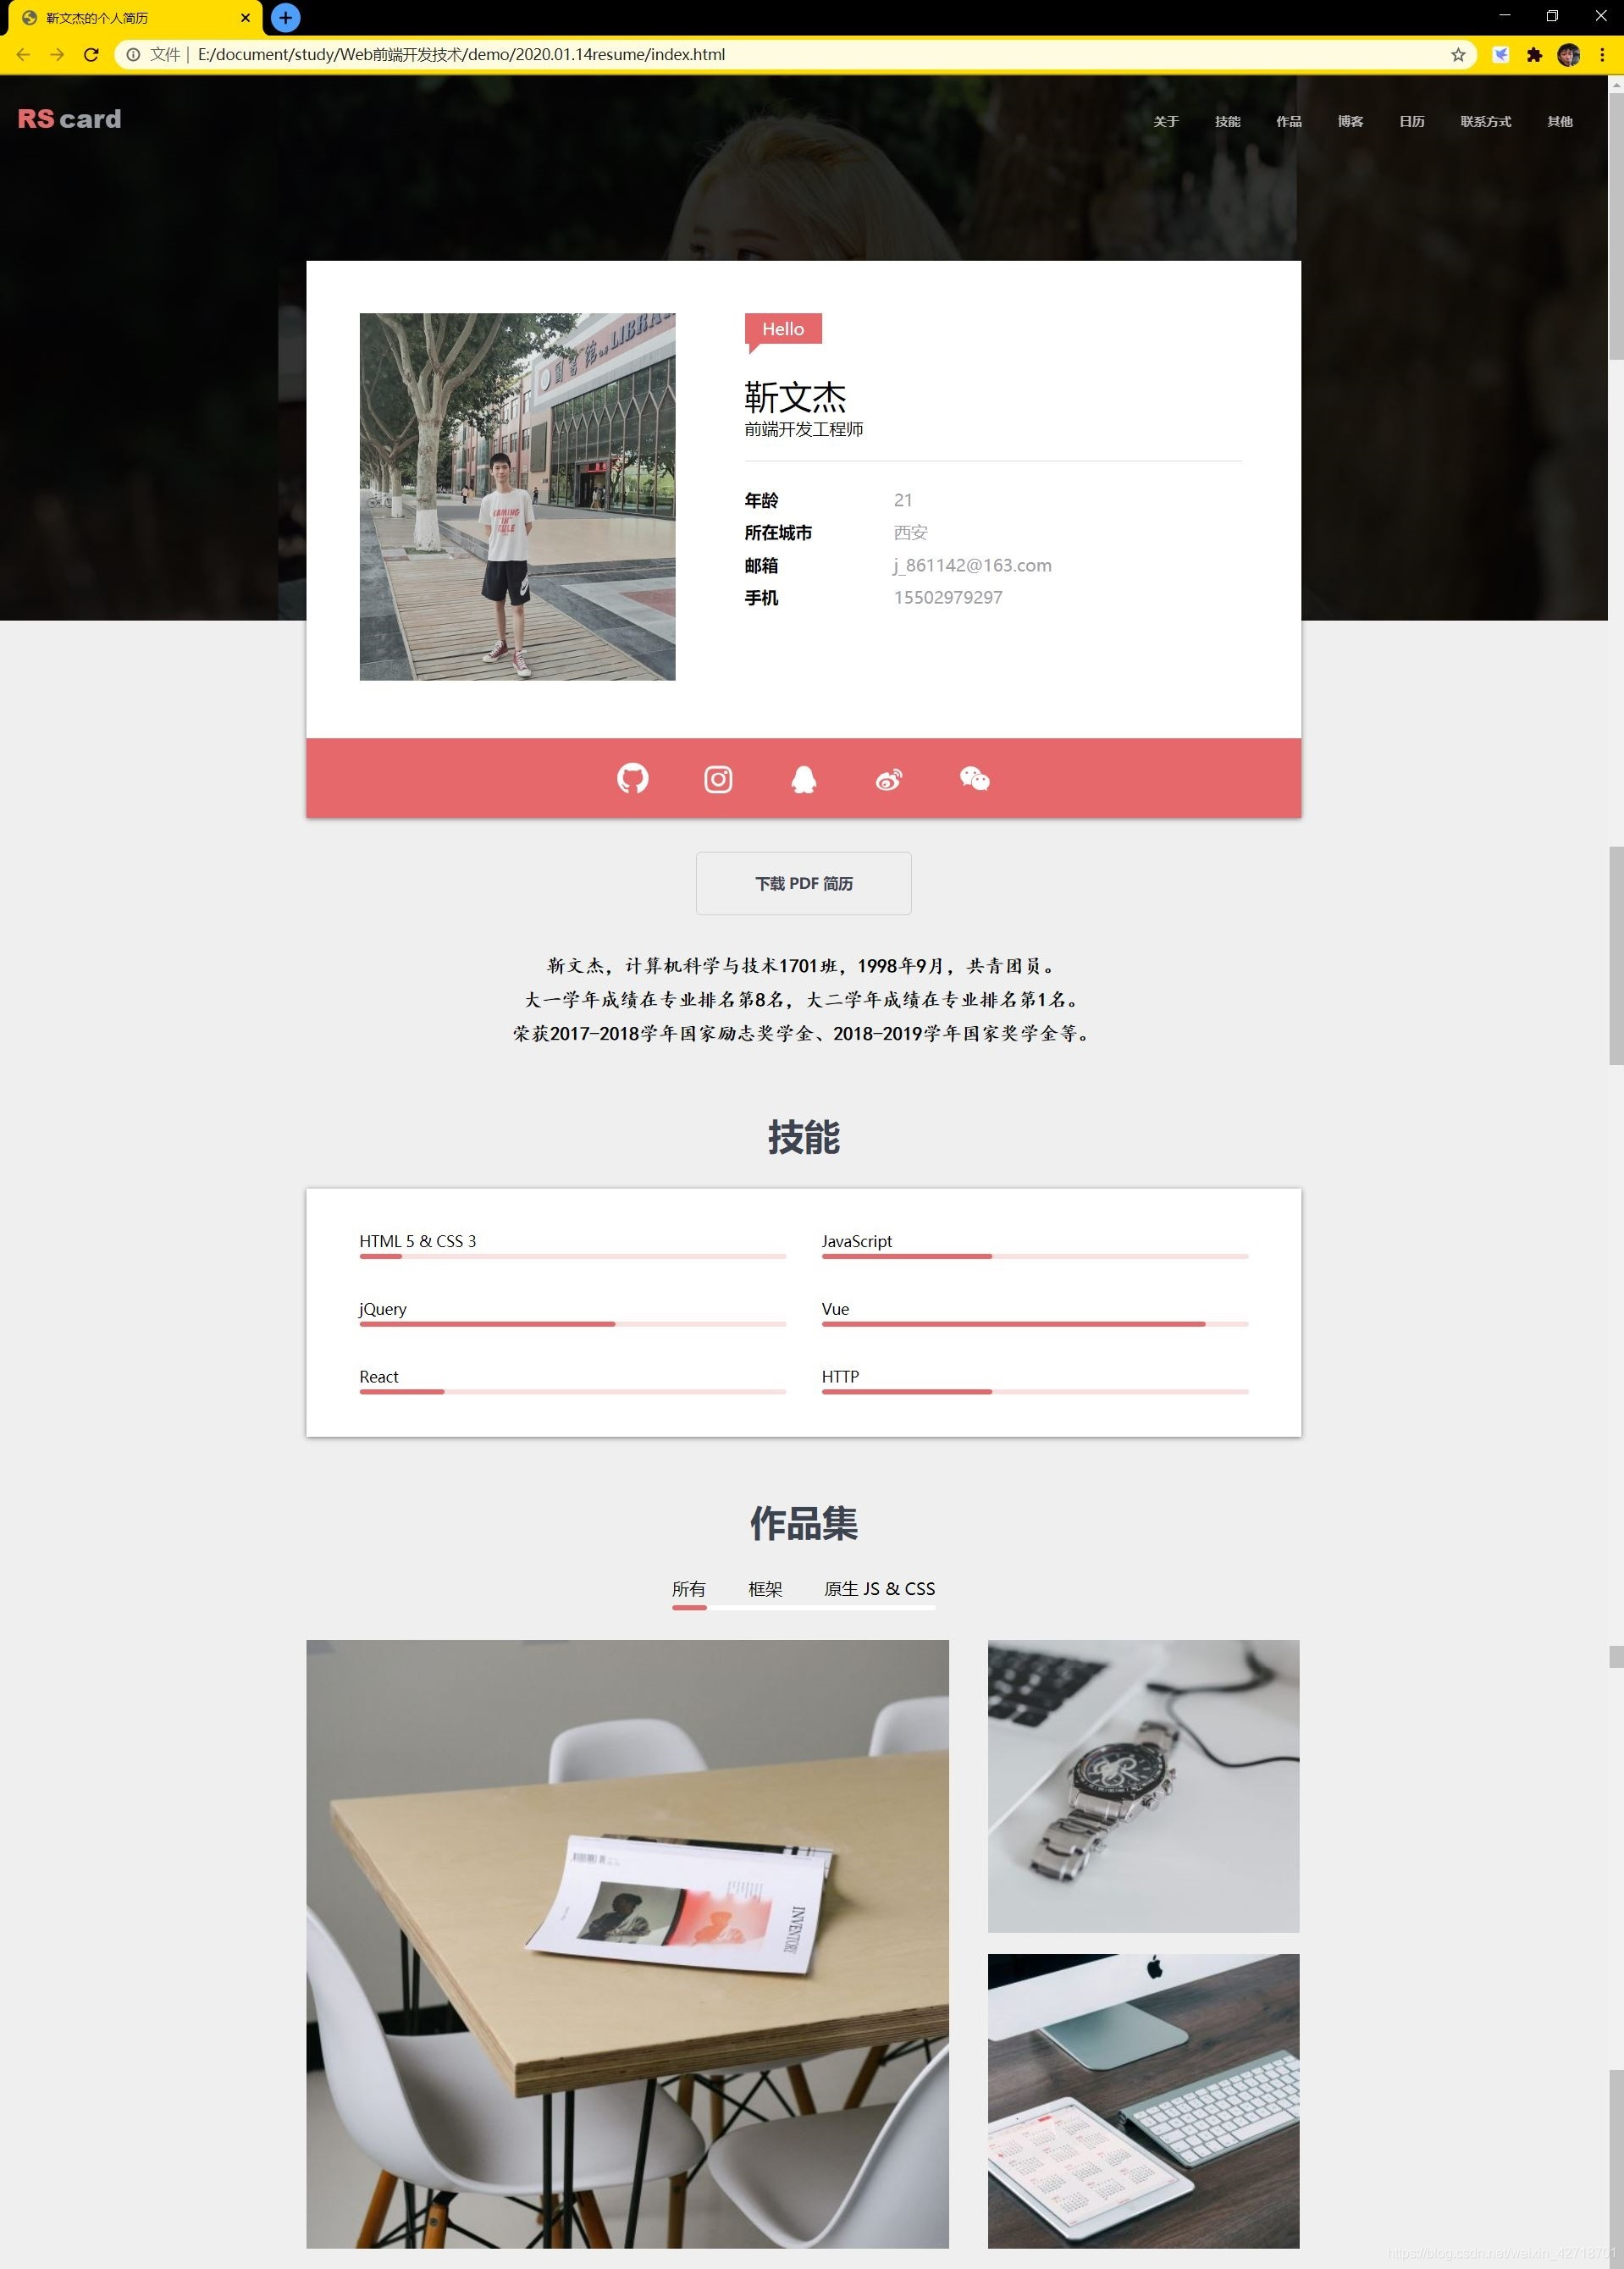 靳文杰的个人简历
文件 | E:/document/study/Web前端开发技术/demo/2020.01.14resume/index.html
RS card
关于 技能 作品 博客 日历 联系方式 其他
Hello
靳文杰
前端开发工程师
年龄 21
所在城市 西安
邮箱 j_861142@163.com
手机 15502979297
图书馆 LIBRA
下载 PDF 简历
靳文杰，计算机科学与技术1701班，1998年9月，共青团员。
大一学年成绩在专业排名第8名，大二学年成绩在专业排名第1名。
荣获2017-2018学年国家励志奖学金、2018-2019学年国家奖学金等。
技能
HTML 5 & CSS 3 JavaScript
jQuery Vue
React HTTP
作品集
所有 框架 原生 JS & CSS
INVENTORY
https://blog.csdn.net/weixin_42718701